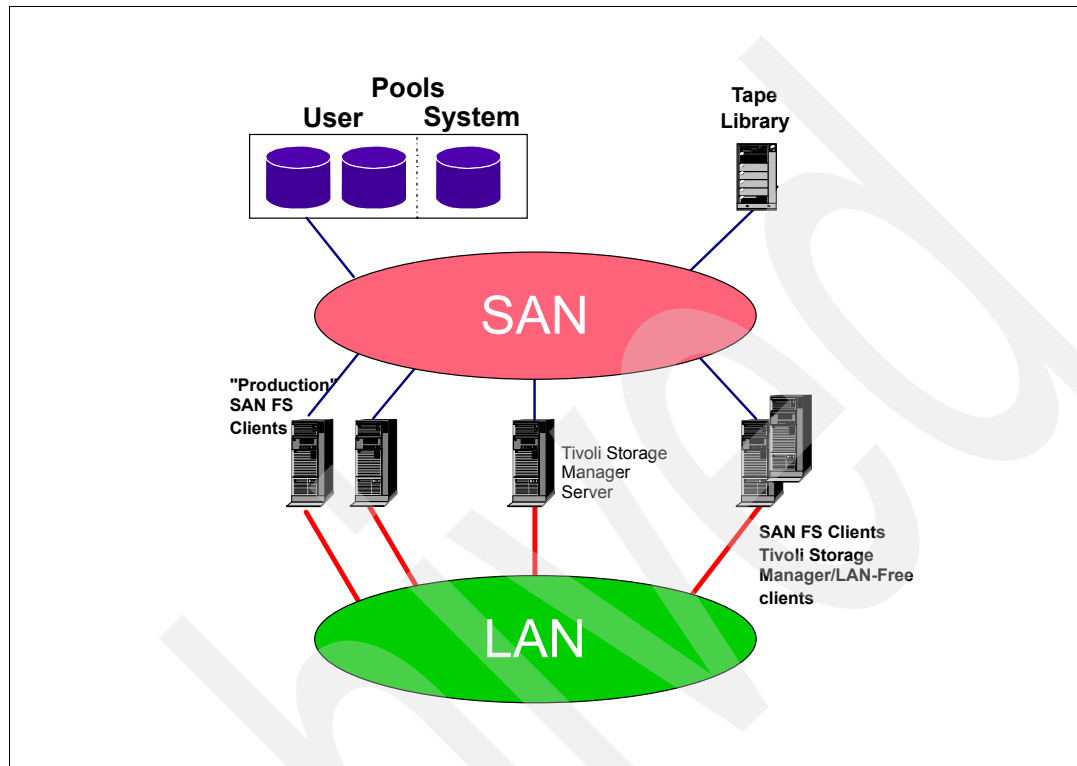 Pools
User System
Tape
Library
SAN
"Production"
SAN FS
Clients
Tivoli Storage
Manager
Server
SAN FS Clients
Tivoli Storage
Manager/LAN-Free
clients
LAN
hived